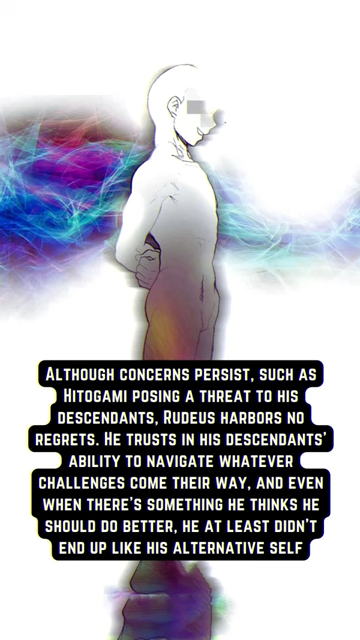 Although concerns persist, such as
Hitogami posing a threat to his
descendants, Rudeus harbors no
regrets. He trusts in his descendants'
ability to navigate whatever
challenges come their way, and even
when there's something he thinks he
should do better, he at least didn't
end up like his alternative self